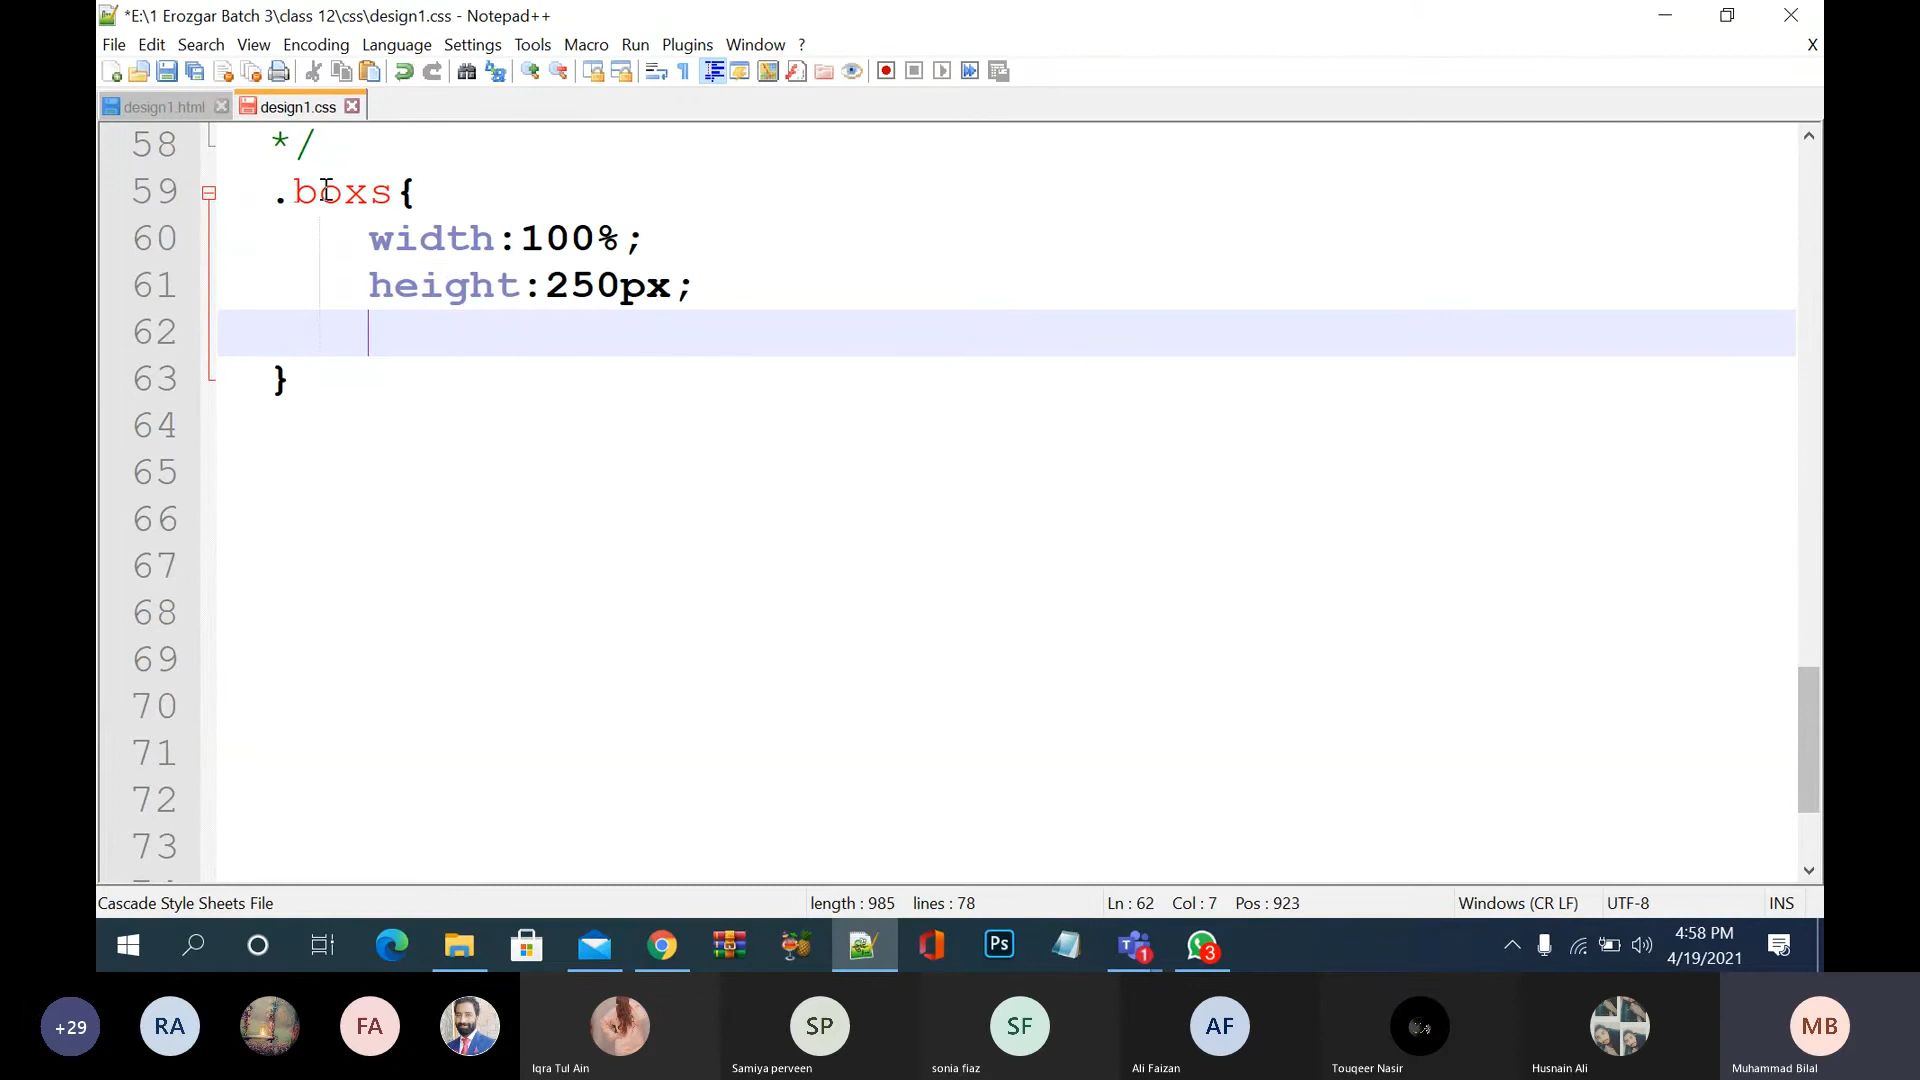 *E:\1 Erozgar Batch 3\class 12\css\design1.css - Notepad++
File Edit Search View Encoding Language Settings Tools Macro Run Plugins Window ? X
design1.html design1.css
58 */
59 .boxs{
60 width:100%;
61 height:250px;
62
63 }
64
65
66
67
68
69
70
71
72
73
Cascade Style Sheets File length : 985 lines : 78 Ln : 62 Col : 7 Pos : 923 Windows (CR LF) UTF-8 INS
Ps 1 3 4:58 PM
4/19/2021
+29 RA FA SP SF AF MB
Iqra Tul Ain Samiya perveen sonia fiaz Ali Faizan Touqeer Nasir Husnain Ali Muhammad Bilal